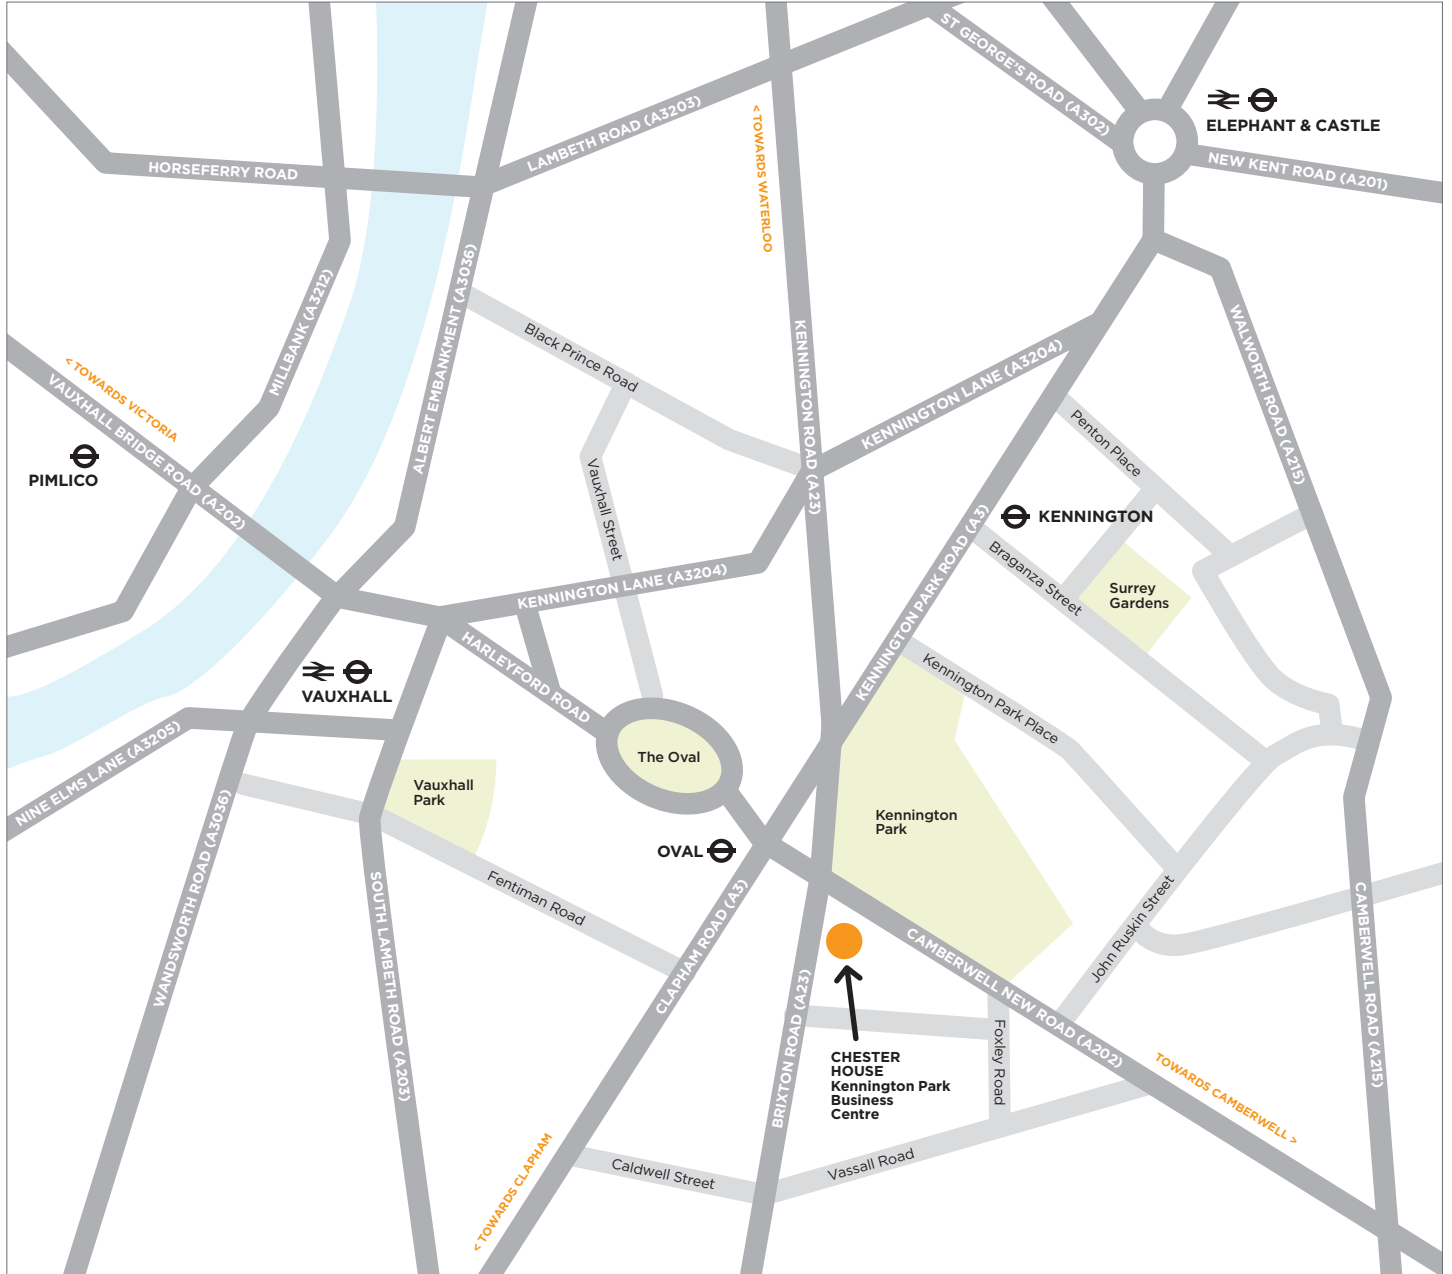 ST GEORGE'S ROAD (A302)
ELEPHANT & CASTLE
NEW KENT ROAD (A201)
LAMBETH ROAD (A3203)
HORSEFERRY ROAD
< TOWARDS WATERLOO
MILLBANK (A3212)
ALBERT EMBANKMENT (A3036)
Black Prince Road
KENNINGTON ROAD (A23)
KENNINGTON LANE (A3204)
WALWORTH ROAD (A215)
< TOWARDS VICTORIA
VAUXHALL BRIDGE ROAD (A202)
PIMLICO
Vauxhall Street
Penton Place
KENNINGTON
KENNINGTON PARK ROAD (A3)
Braganza Street
Surrey
Gardens
KENNINGTON LANE (A3204)
HARLEYFORD ROAD
VAUXHALL
Kennington Park Place
NINE ELMS LANE (A3205)
The Oval
Vauxhall
Park
Kennington
Park
OVAL
WANDSWORTH ROAD (A3036)
Fentiman Road
SOUTH LAMBETH ROAD (A203)
CLAPHAM ROAD (A3)
John Ruskin Street
CAMBERWELL NEW ROAD (A202)
CAMBERWELL ROAD (A215)
BRIXTON ROAD (A23)
Foxley Road
CHESTER
HOUSE
Kennington Park
Business
Centre
TOWARDS CAMBERWELL >
< TOWARDS CLAPHAM
Caldwell Street
Vassall Road